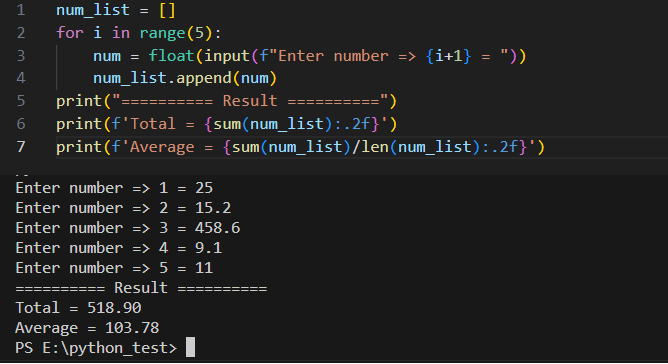 1 num_list = []
2 for i in range(5):
3     num = float(input(f"Enter number => {i+1} = "))
4     num_list.append(num)
5 print("========== Result ==========")
6 print(f'Total = {sum(num_list):.2f}')
7 print(f'Average = {sum(num_list)/len(num_list):.2f}')
Enter number => 1 = 25
Enter number => 2 = 15.2
Enter number => 3 = 458.6
Enter number => 4 = 9.1
Enter number => 5 = 11
========== Result ==========
Total = 518.90
Average = 103.78
PS E:\python_test>